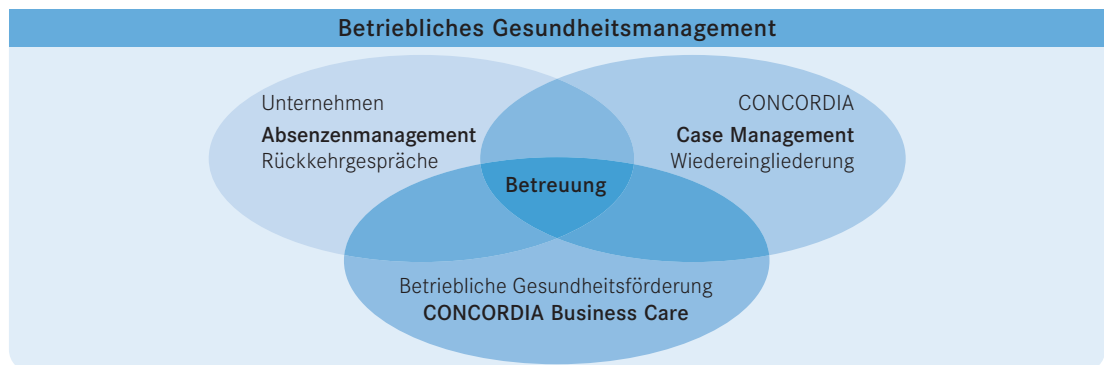 Betriebliches Gesundheitsmanagement
Unternehmen
Absenzenmanagement
Rückkehrgespräche
CONCORDIA
Case Management
Wiedereingliederung
Betreuung
Betriebliche Gesundheitsförderung
CONCORDIA Business Care